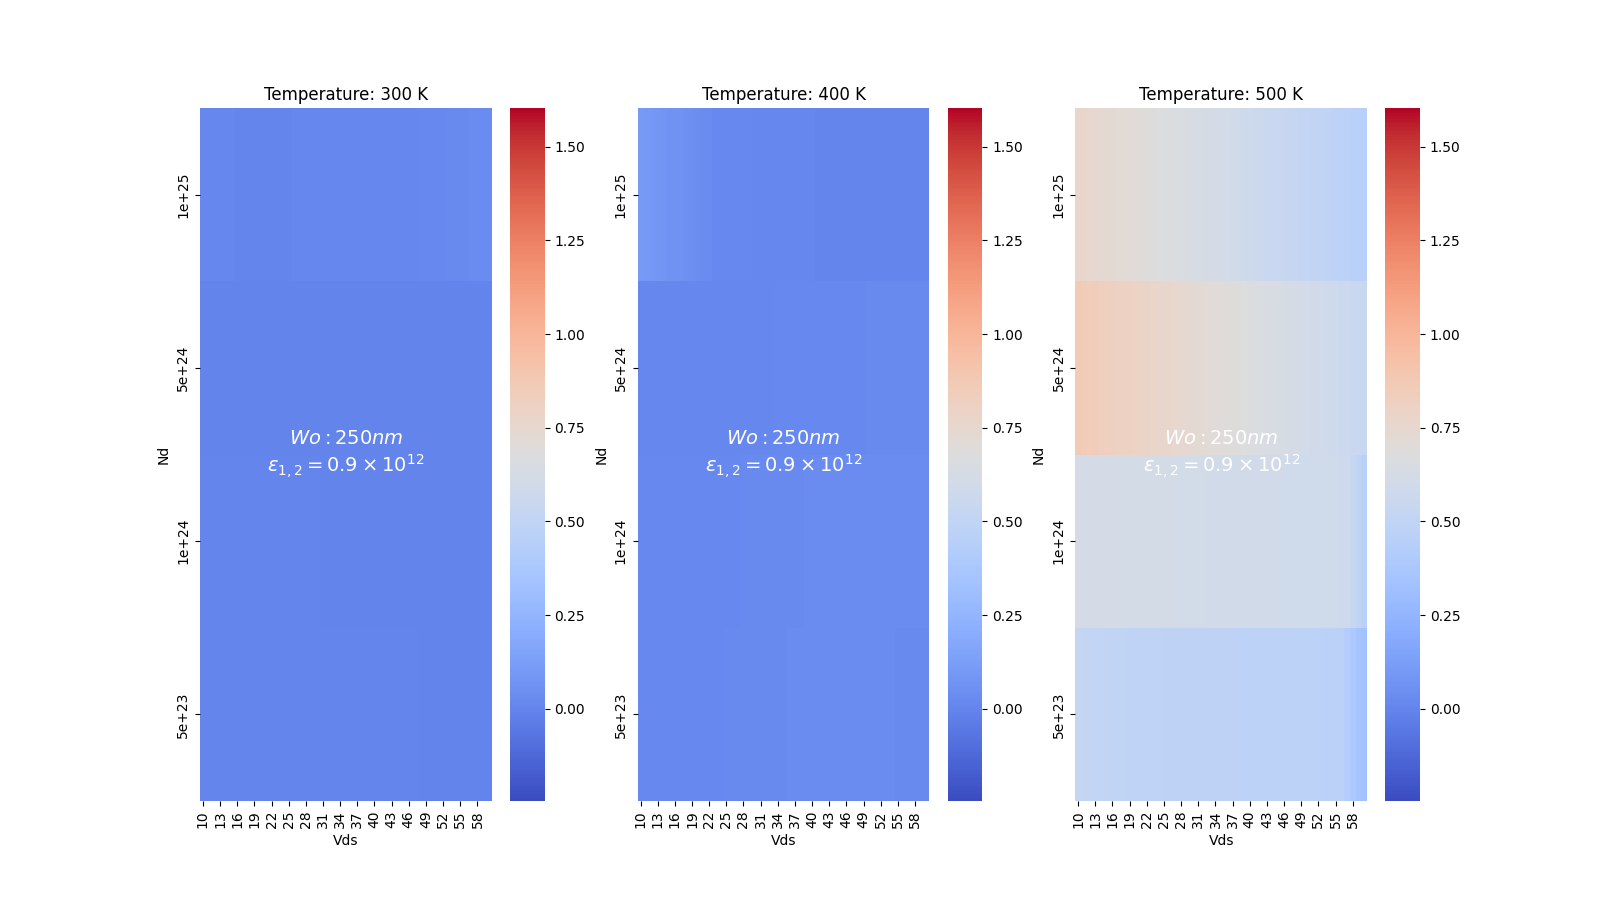 Temperature: 300 K
Nd
1e+25
5e+24
1e+24
5e+23
Wo : 250nm
ε1, 2 = 0.9 × 10^12
10 13 16 19 22 25 28 31 34 37 40 43 46 49 52 55 58
Vds
1.50
1.25
1.00
0.75
0.50
0.25
0.00
Temperature: 400 K
Nd
1e+25
5e+24
1e+24
5e+23
Wo : 250nm
ε1, 2 = 0.9 × 10^12
10 13 16 19 22 25 28 31 34 37 40 43 46 49 52 55 58
Vds
1.50
1.25
1.00
0.75
0.50
0.25
0.00
Temperature: 500 K
Nd
1e+25
5e+24
1e+24
5e+23
Wo : 250nm
ε1, 2 = 0.9 × 10^12
10 13 16 19 22 25 28 31 34 37 40 43 46 49 52 55 58
Vds
1.50
1.25
1.00
0.75
0.50
0.25
0.00